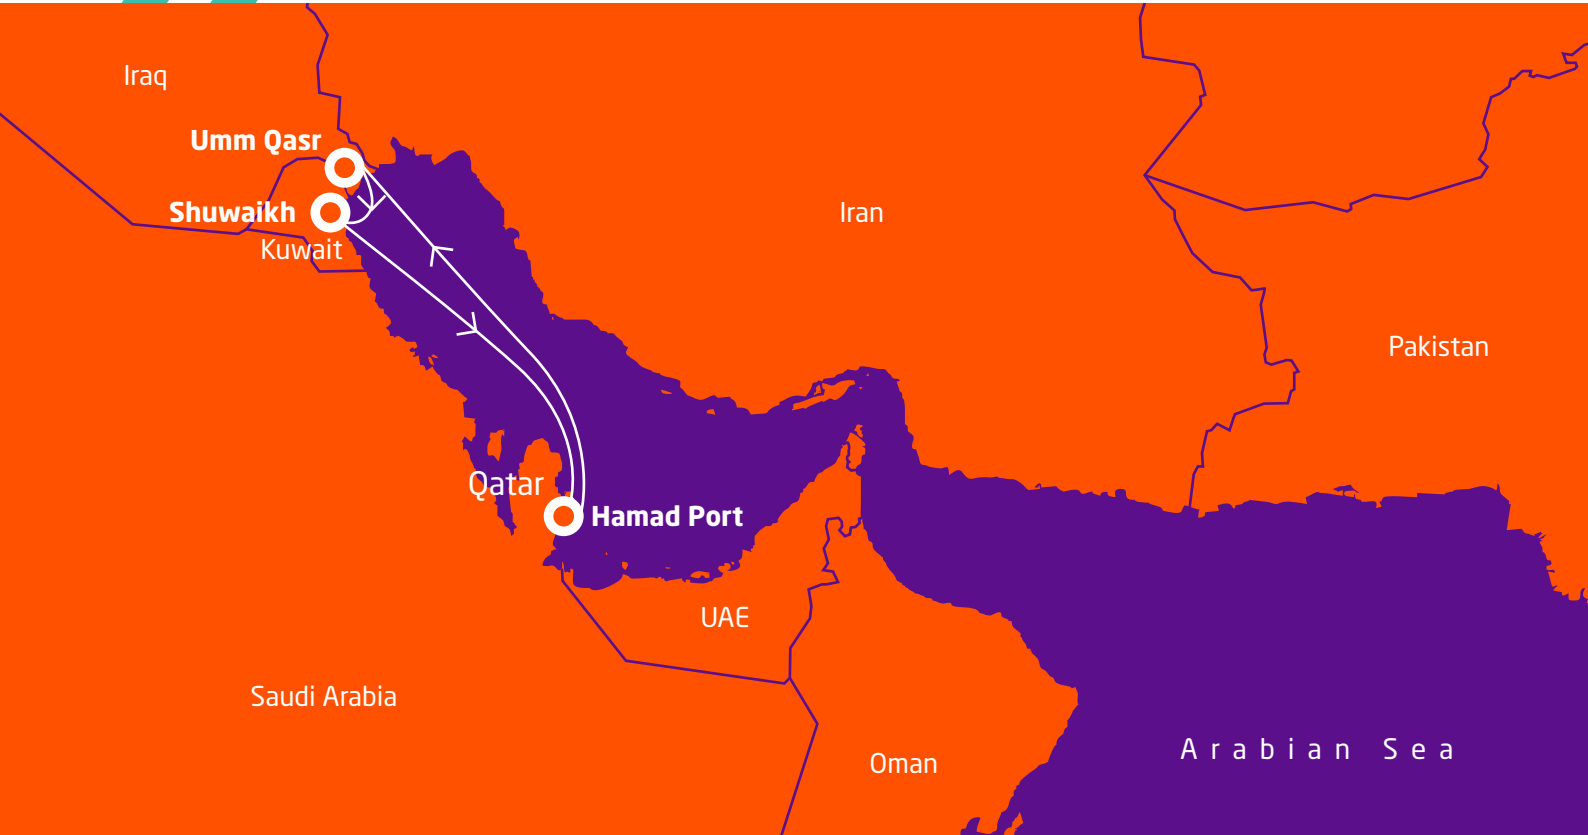 Iraq
Umm Qasr
Shuwaikh
Kuwait
Iran
Pakistan
Qatar
Hamad Port
UAE
Saudi Arabia
Oman
Arabian Sea